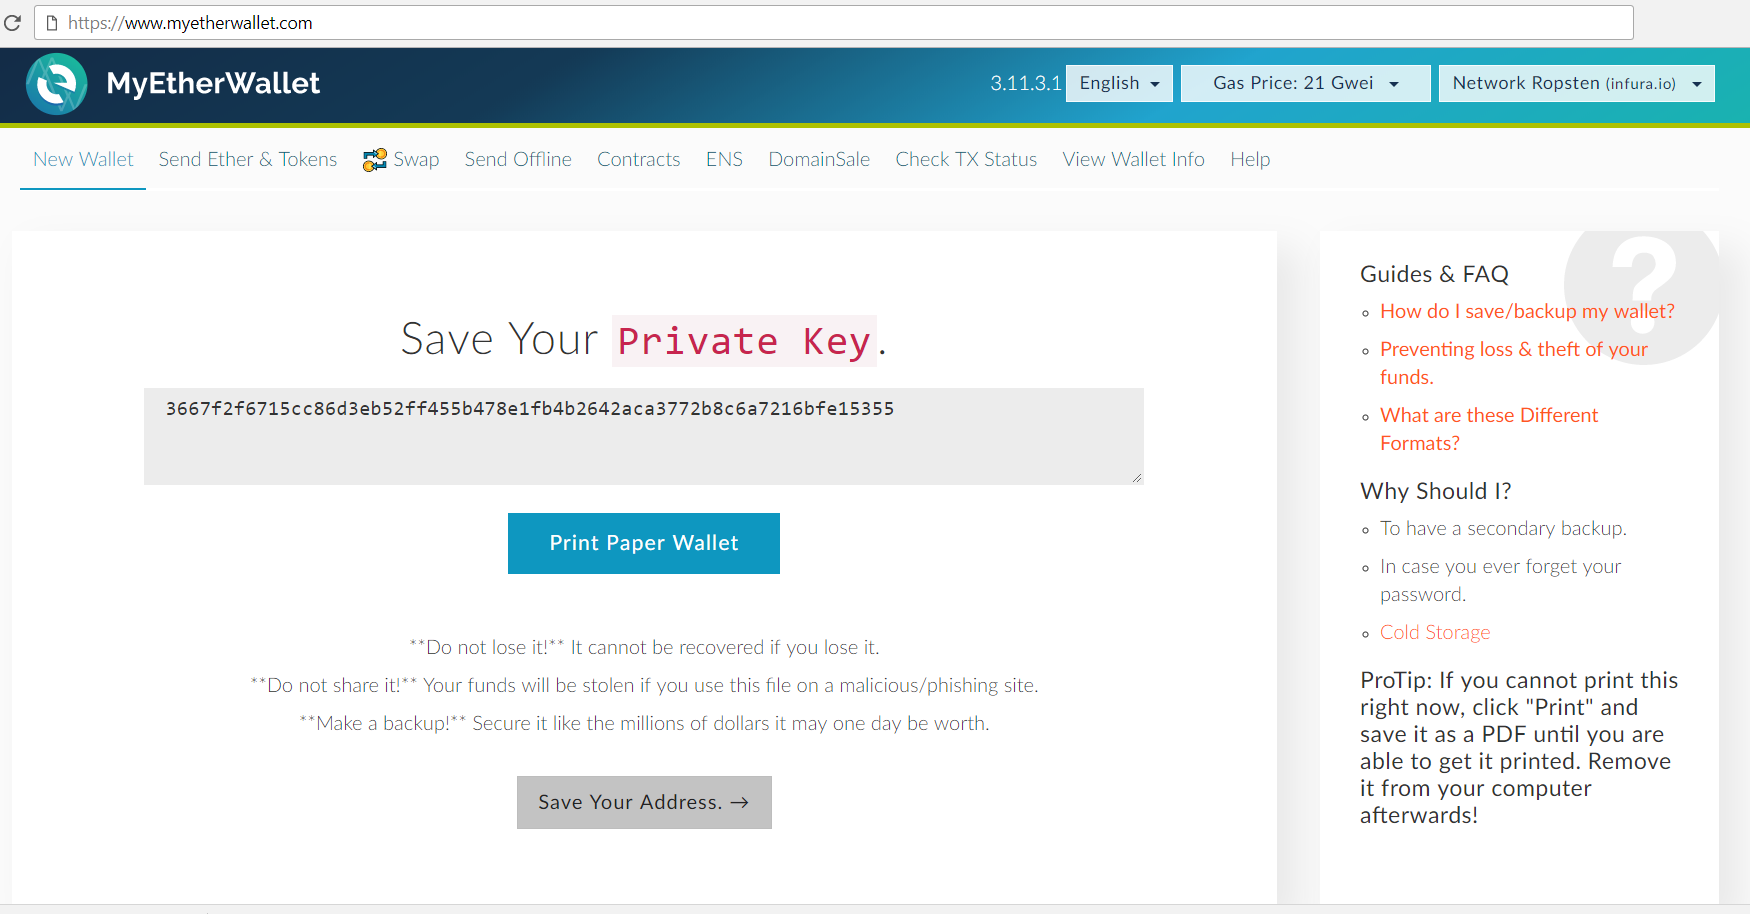 https://www.myetherwallet.com
MyEtherWallet
3.11.3.1 English Gas Price: 21 Gwei Network Ropsten (infura.io)
New Wallet Send Ether & Tokens Swap Send Offline Contracts ENS DomainSale Check TX Status View Wallet Info Help
Save Your Private Key.
3667f2f6715cc86d3eb52ff455b478e1fb4b2642aca3772b8c6a7216bfe15355
Print Paper Wallet
**Do not lose it!** It cannot be recovered if you lose it.
**Do not share it!** Your funds will be stolen if you use this file on a malicious/phishing site.
**Make a backup!** Secure it like the millions of dollars it may one day be worth.
Save Your Address. →
?
Guides & FAQ
How do I save/backup my wallet?
Preventing loss & theft of your
funds.
What are these Different
Formats?
Why Should I?
To have a secondary backup.
In case you ever forget your
password.
Cold Storage
ProTip: If you cannot print this
right now, click "Print" and
save it as a PDF until you are
able to get it printed. Remove
it from your computer
afterwards!